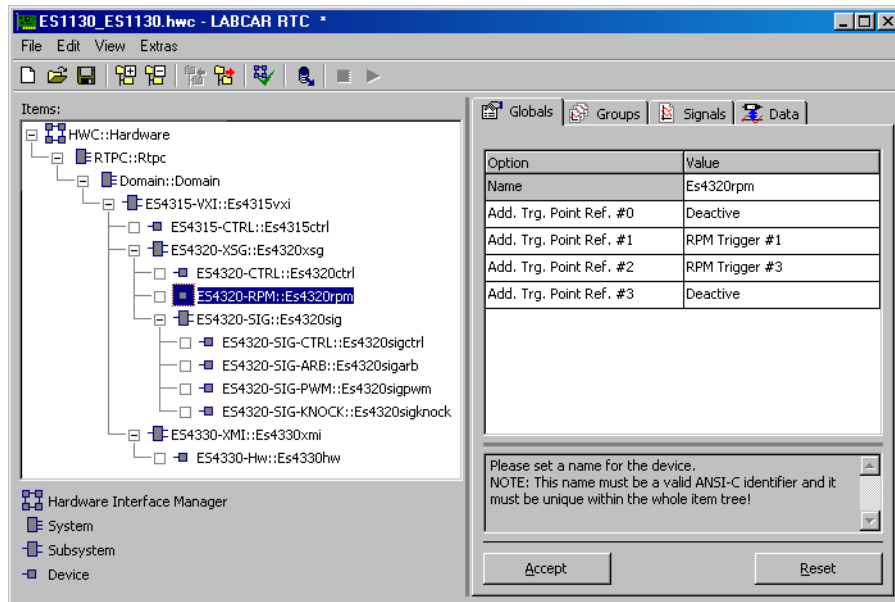 ES1130_ES1130.hwc - LABCAR RTC *
File Edit View Extras
Items:
HWC::Hardware
RTPC::Rtpc
Domain::Domain
ES4315-VXI::Es4315vxi
ES4315-CTRL::Es4315ctrl
ES4320-XSG::Es4320xsg
ES4320-CTRL::Es4320ctrl
ES4320-RPM::Es4320rpm
ES4320-SIG::Es4320sig
ES4320-SIG-CTRL::Es4320sigctrl
ES4320-SIG-ARB::Es4320sigarb
ES4320-SIG-PWM::Es4320sigpwm
ES4320-SIG-KNOCK::Es4320sigknock
ES4330-XMI::Es4330xmi
ES4330-Hw::Es4330hw
Hardware Interface Manager
System
Subsystem
Device
Globals Groups Signals Data
Option Value
Name Es4320rpm
Add. Trg. Point Ref. #0 Deactive
Add. Trg. Point Ref. #1 RPM Trigger #1
Add. Trg. Point Ref. #2 RPM Trigger #3
Add. Trg. Point Ref. #3 Deactive
Please set a name for the device.
NOTE: This name must be a valid ANSI-C identifier and it
must be unique within the whole item tree!
Accept Reset